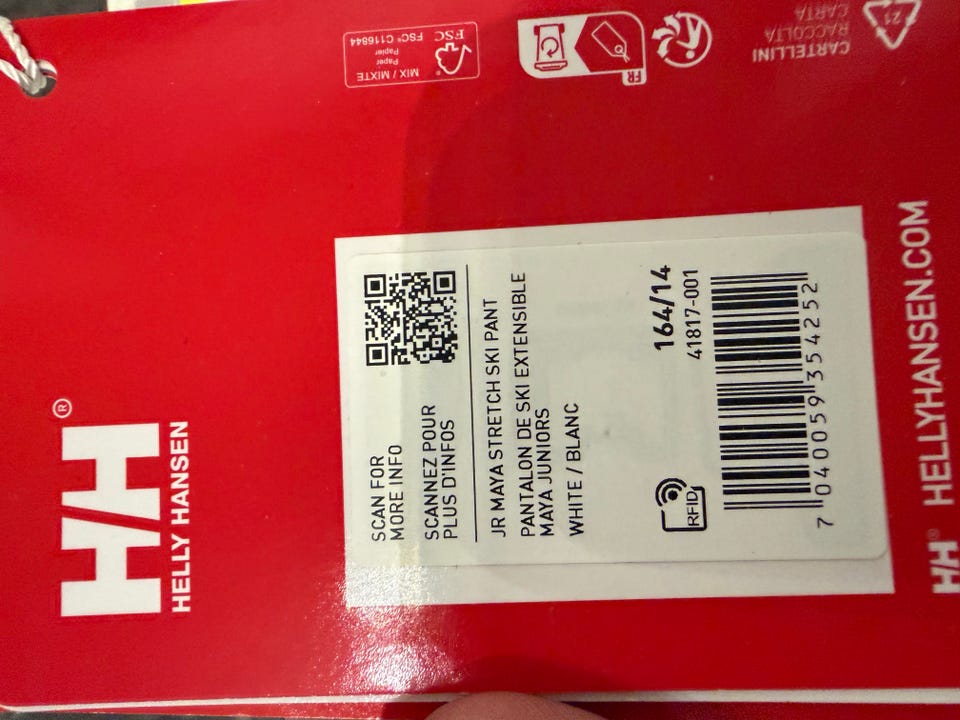 HH®
HELLY HANSEN
SCAN FOR
MORE INFO
SCANNEZ POUR
PLUS D'INFOS
JR MAYA STRETCH SKI PANT
PANTALON DE SKI EXTENSIBLE
MAYA JUNIORS
WHITE / BLANC
RFID
164/14
41817-001
7 040059 354252
HH® HELLYHANSEN.COM
FSC
FSC® C116844
MIX / MIXTE
Paper
Papier
FR
21
CARTELLINI
RACCOLTA
CARTA